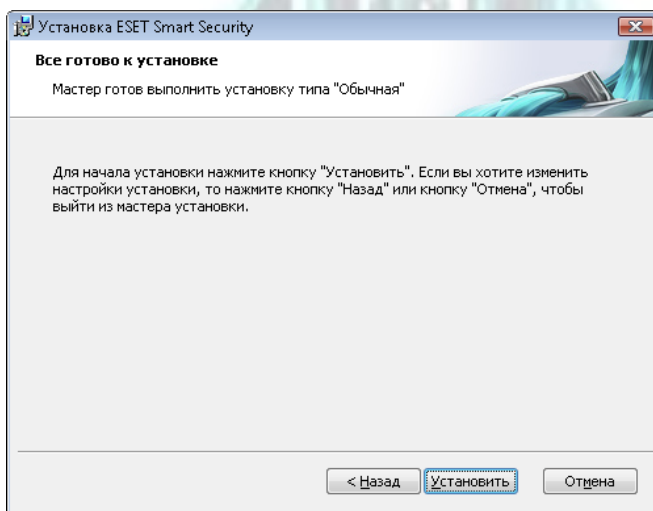 Установка ESET Smart Security
Все готово к установке
Мастер готов выполнить установку типа "Обычная"
Для начала установки нажмите кнопку "Установить". Если вы хотите изменить
настройки установки, то нажмите кнопку "Назад" или кнопку "Отмена", чтобы
выйти из мастера установки.
< Назад Установить Отмена